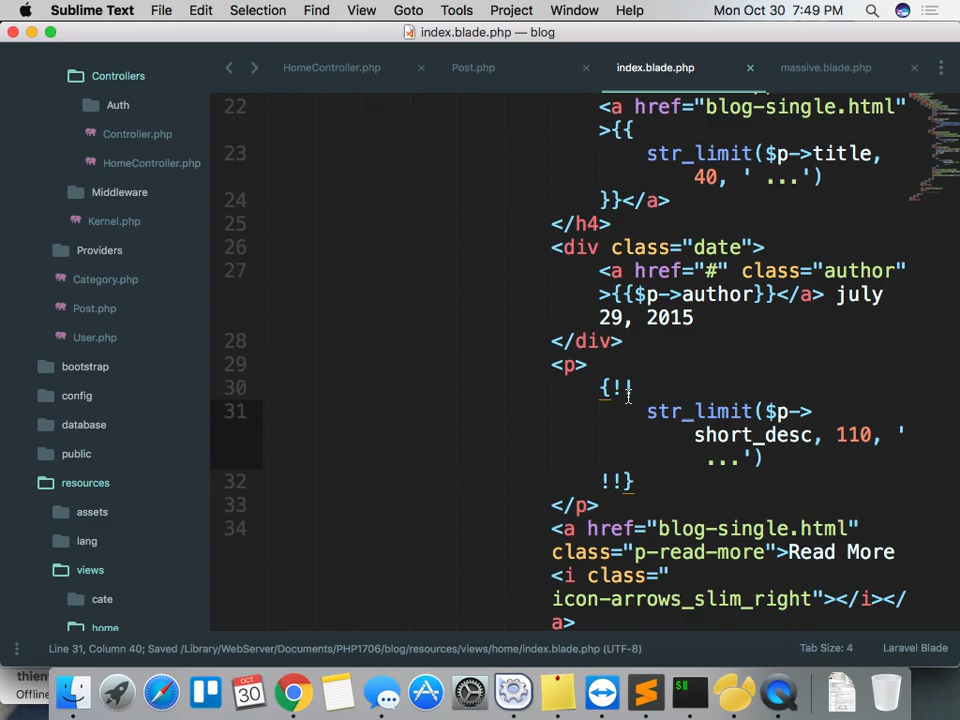 Sublime Text File Edit Selection Find View Goto Tools Project Window Help Mon Oct 30 7:49 PM
index.blade.php — blog
HomeController.php × Post.php × index.blade.php × massive.blade.php ×
Controllers
Auth
Controller.php
HomeController.php
Middleware
Kernel.php
Providers
Category.php
Post.php
User.php
bootstrap
config
database
public
resources
assets
lang
views
cate
home
22 <a href="blog-single.html"
>{{
23 str_limit($p->title,
40, ' ...')
24 }}</a>
25 </h4>
26 <div class="date">
27 <a href="#" class="author"
>{{$p->author}}</a> july
29, 2015
28 </div>
29 <p>
30 {!!
31 str_limit($p->
short_desc, 110, '
...')
32 !!}
33 </p>
34 <a href="blog-single.html"
class="p-read-more">Read More
<i class="
icon-arrows_slim_right"></i></
a>
Line 31, Column 40; Saved /Library/WebServer/Documents/PHP1706/blog/resources/views/home/index.blade.php (UTF-8) Tab Size: 4 Laravel Blade
thien
Offline
OCT
30